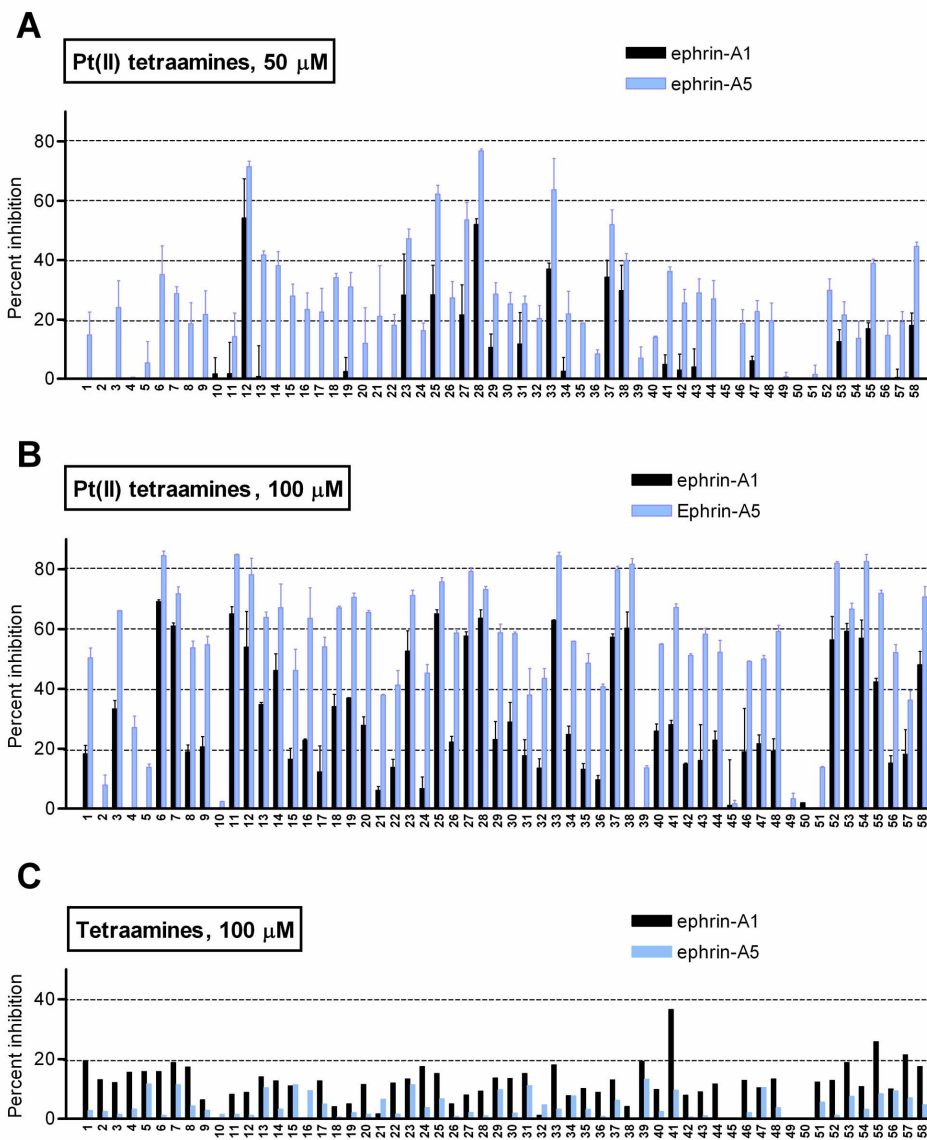 A
Pt(II) tetraamines, 50 μM
ephrin-A1
ephrin-A5
Percent inhibition
80
60
40
20
0
1 2 3 4 5 6 7 8 9 10 11 12 13 14 15 16 17 18 19 20 21 22 23 24 25 26 27 28 29 30 31 32 33 34 35 36 37 38 39 40 41 42 43 44 45 46 47 48 49 50 51 52 53 54 55 56 57 58
B
Pt(II) tetraamines, 100 μM
ephrin-A1
Ephrin-A5
Percent inhibition
80
60
40
20
0
1 2 3 4 5 6 7 8 9 10 11 12 13 14 15 16 17 18 19 20 21 22 23 24 25 26 27 28 29 30 31 32 33 34 35 36 37 38 39 40 41 42 43 44 45 46 47 48 49 50 51 52 53 54 55 56 57 58
C
Tetraamines, 100 μM
ephrin-A1
ephrin-A5
Percent inhibition
40
20
0
1 2 3 4 5 6 7 8 9 10 11 12 13 14 15 16 17 18 19 20 21 22 23 24 25 26 27 28 29 30 31 32 33 34 35 36 37 38 39 40 41 42 43 44 45 46 47 48 49 50 51 52 53 54 55 56 57 58